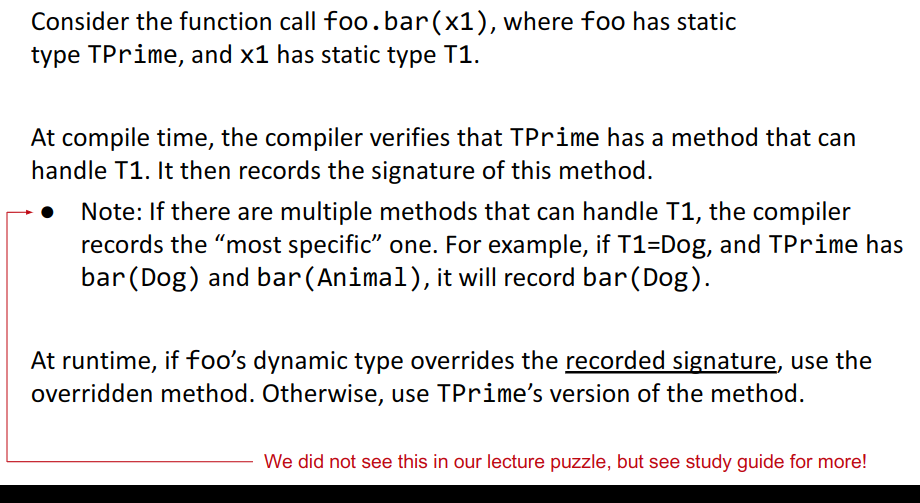 Consider the function call foo.bar(x1), where foo has static
type TPrime, and x1 has static type T1.
At compile time, the compiler verifies that TPrime has a method that can
handle T1. It then records the signature of this method.
● Note: If there are multiple methods that can handle T1, the compiler
records the “most specific” one. For example, if T1=Dog, and TPrime has
bar(Dog) and bar(Animal), it will record bar(Dog).
At runtime, if foo’s dynamic type overrides the recorded signature, use the
overridden method. Otherwise, use TPrime’s version of the method.
We did not see this in our lecture puzzle, but see study guide for more!